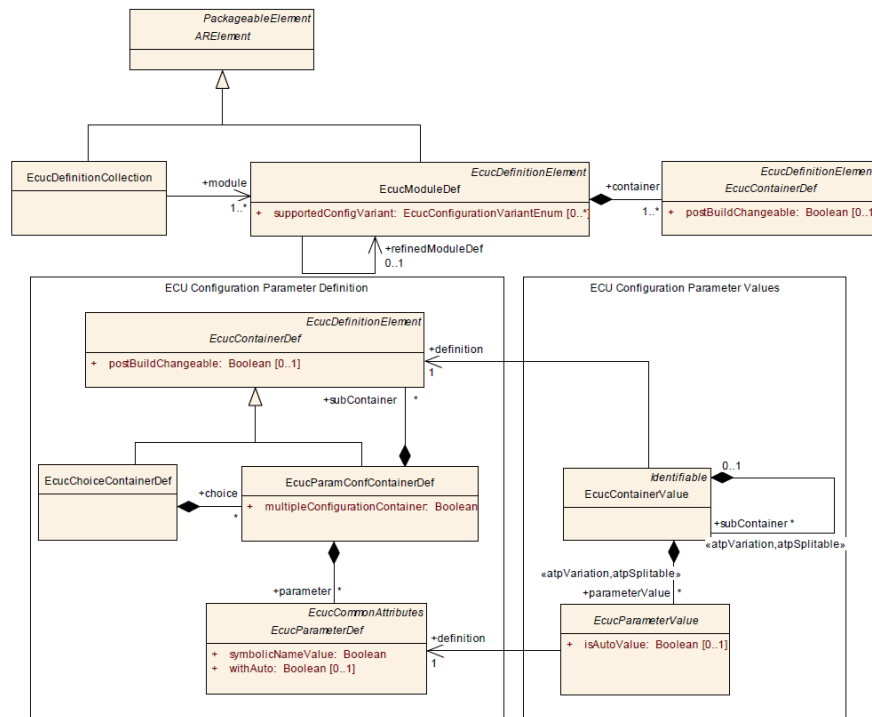 PackageableElement
ARElement
EcucDefinitionCollection
+module
1..*
EcucDefinitionElement
EcucModuleDef
+ supportedConfigVariant: EcucConfigurationVariantEnum [0..*]
+container
1..*
EcucDefinitionElement
EcucContainerDef
+ postBuildChangeable: Boolean [0..1]
+refinedModuleDef
0..1
ECU Configuration Parameter Definition
EcucDefinitionElement
EcucContainerDef
+ postBuildChangeable: Boolean [0..1]
+definition
1
+subContainer *
EcucChoiceContainerDef
+choice
*
EcucParamConfContainerDef
+ multipleConfigurationContainer: Boolean
+parameter *
EcucCommonAttributes
EcucParameterDef
+ symbolicNameValue: Boolean
+ withAuto: Boolean [0..1]
+definition
1
ECU Configuration Parameter Values
0..1
Identifiable
EcucContainerValue
+subContainer *
«atpVariation,atpSplitable»
«atpVariation,atpSplitable»
+parameterValue *
EcucParameterValue
+ isAutoValue: Boolean [0..1]